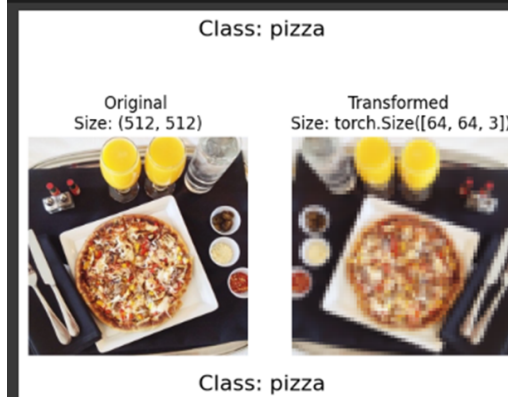 Class: pizza
Original
Size: (512, 512)
Transformed
Size: torch.Size([64, 64, 3])
Class: pizza